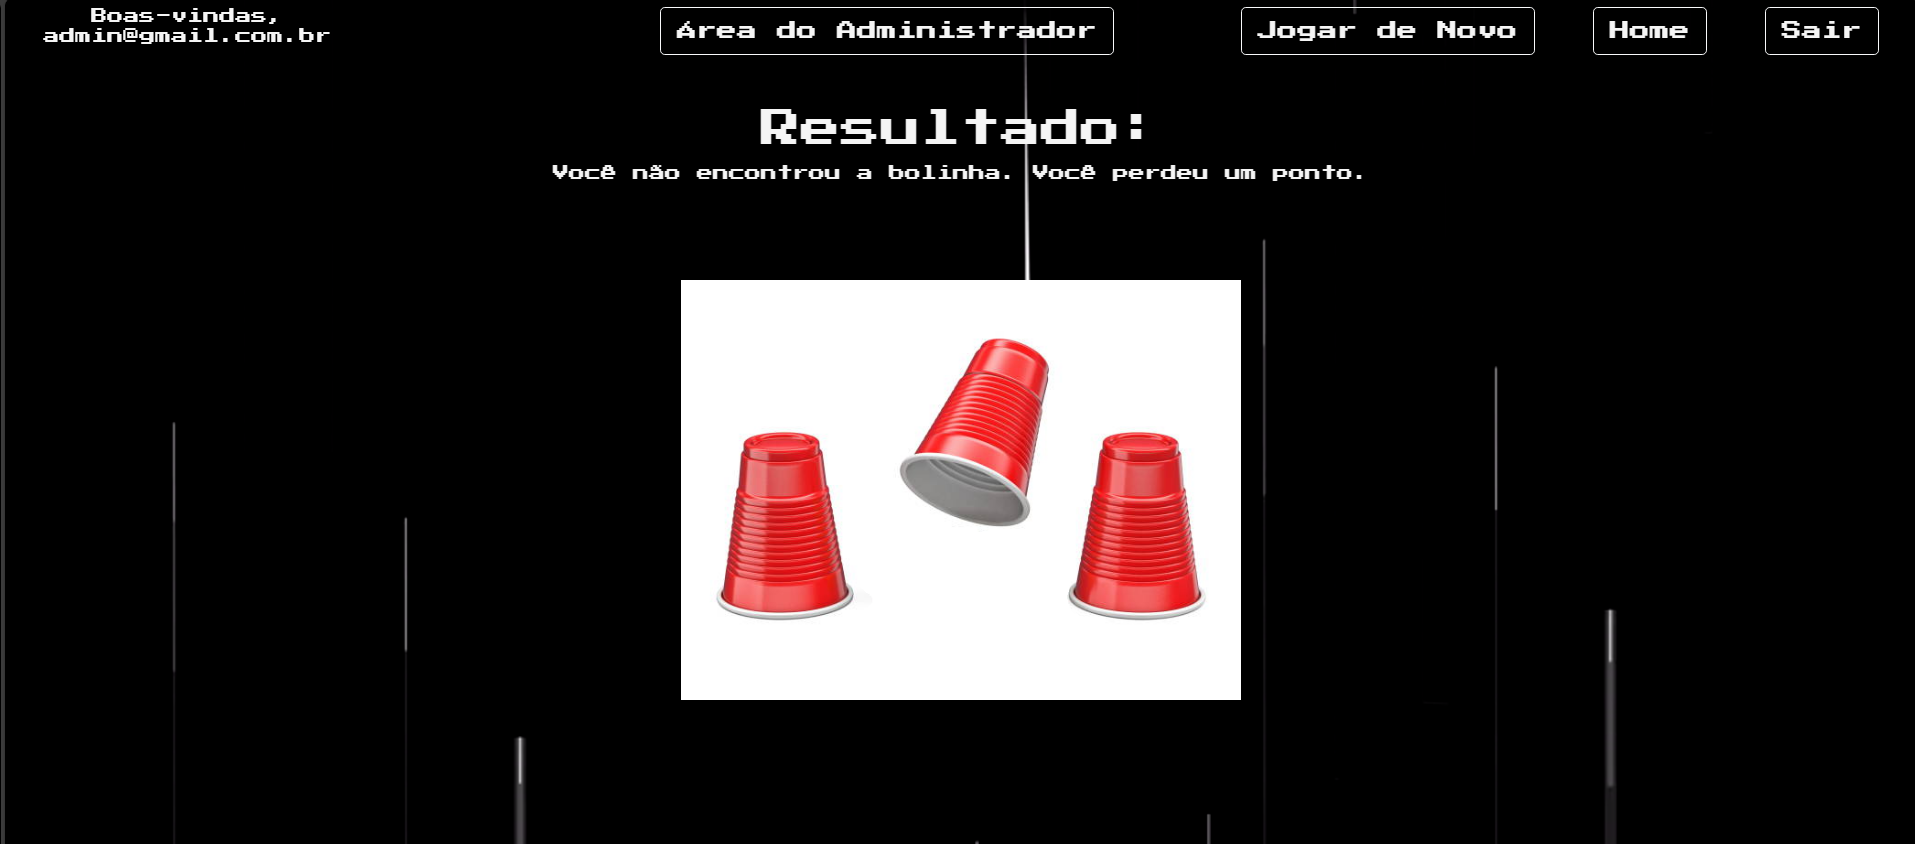 Boas-vindas,
admin@gmail.com.br
Área do Administrador
Jogar de Novo
Home
Sair
Resultado:
Você não encontrou a bolinha. Você perdeu um ponto.